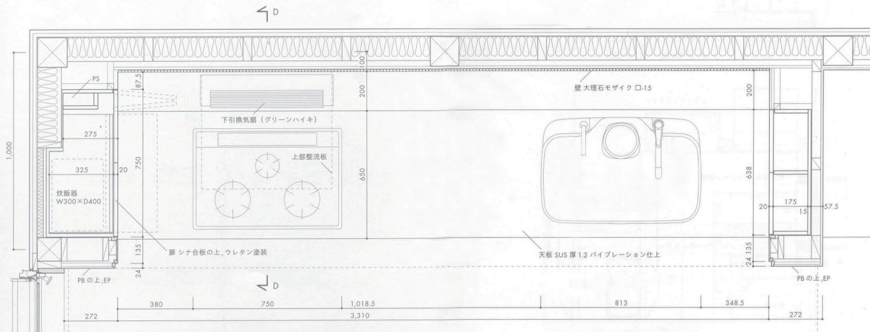 D
100
PS
87.5
200
壁 大理石モザイク □-15
200
下引換気扇（グリーンハイキ）
275
1,000
上部整流板
325
20
750
650
638
炊飯器
W300×D400
175
20
15
57.5
扉 シナ合板の上, ウレタン塗装
天板 SUS 厚 1.2 バイブレーション仕上
135
24
135
24
PB の上, EP
D
PB の上, EP
380
750
1,018.5
813
348.5
272
3,310
272